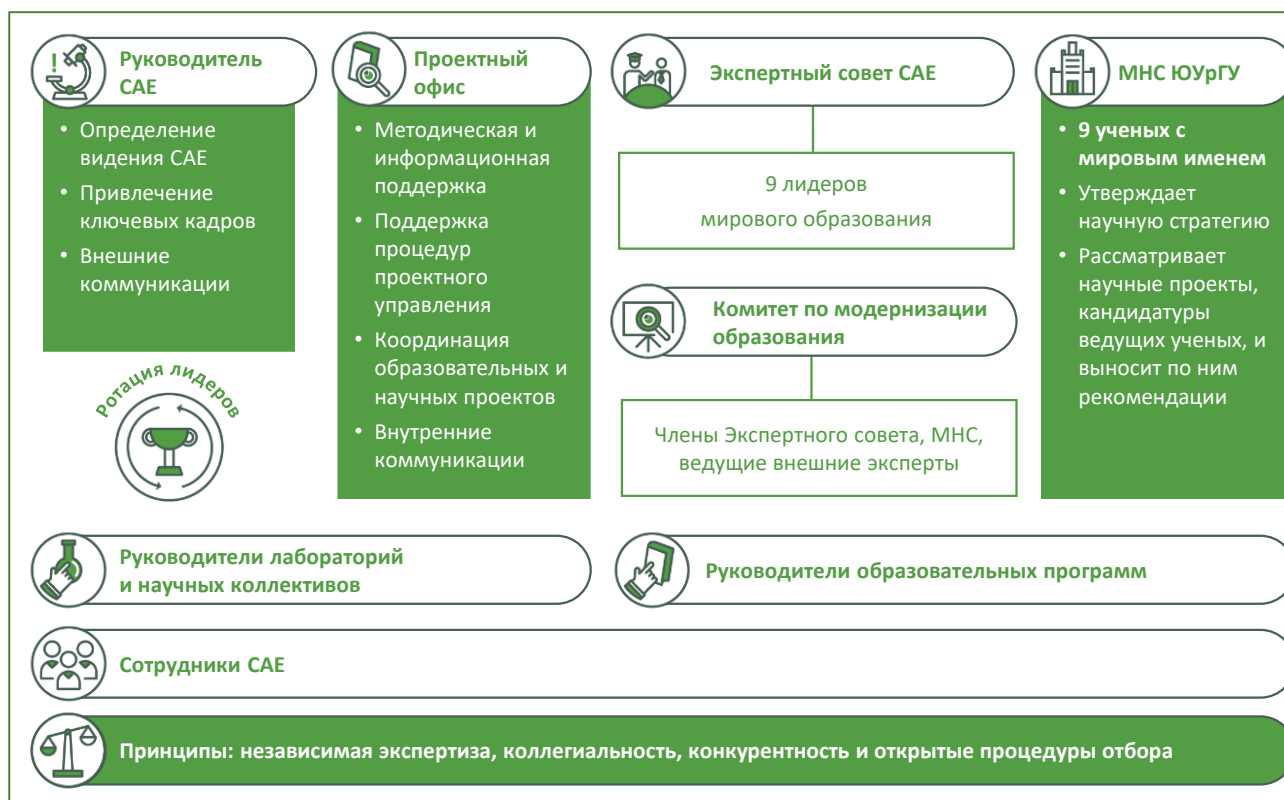 Руководитель
САЕ
• Определение
видения САЕ
• Привлечение
ключевых кадров
• Внешние
коммуникации
Ротация лидеров
Проектный
офис
• Методическая и
информационная
поддержка
• Поддержка
процедур
проектного
управления
• Координация
образовательных и
научных проектов
• Внутренние
коммуникации
Экспертный совет САЕ
9 лидеров
мирового образования
Комитет по модернизации
образования
Члены Экспертного совета, МНС,
ведущие внешние эксперты
МНС ЮУрГУ
• 9 ученых с
мировым именем
• Утверждает
научную стратегию
• Рассматривает
научные проекты,
кандидатуры
ведущих ученых, и
выносит по ним
рекомендации
Руководители лабораторий
и научных коллективов
Руководители образовательных программ
Сотрудники САЕ
Принципы: независимая экспертиза, коллегиальность, конкурентность и открытые процедуры отбора